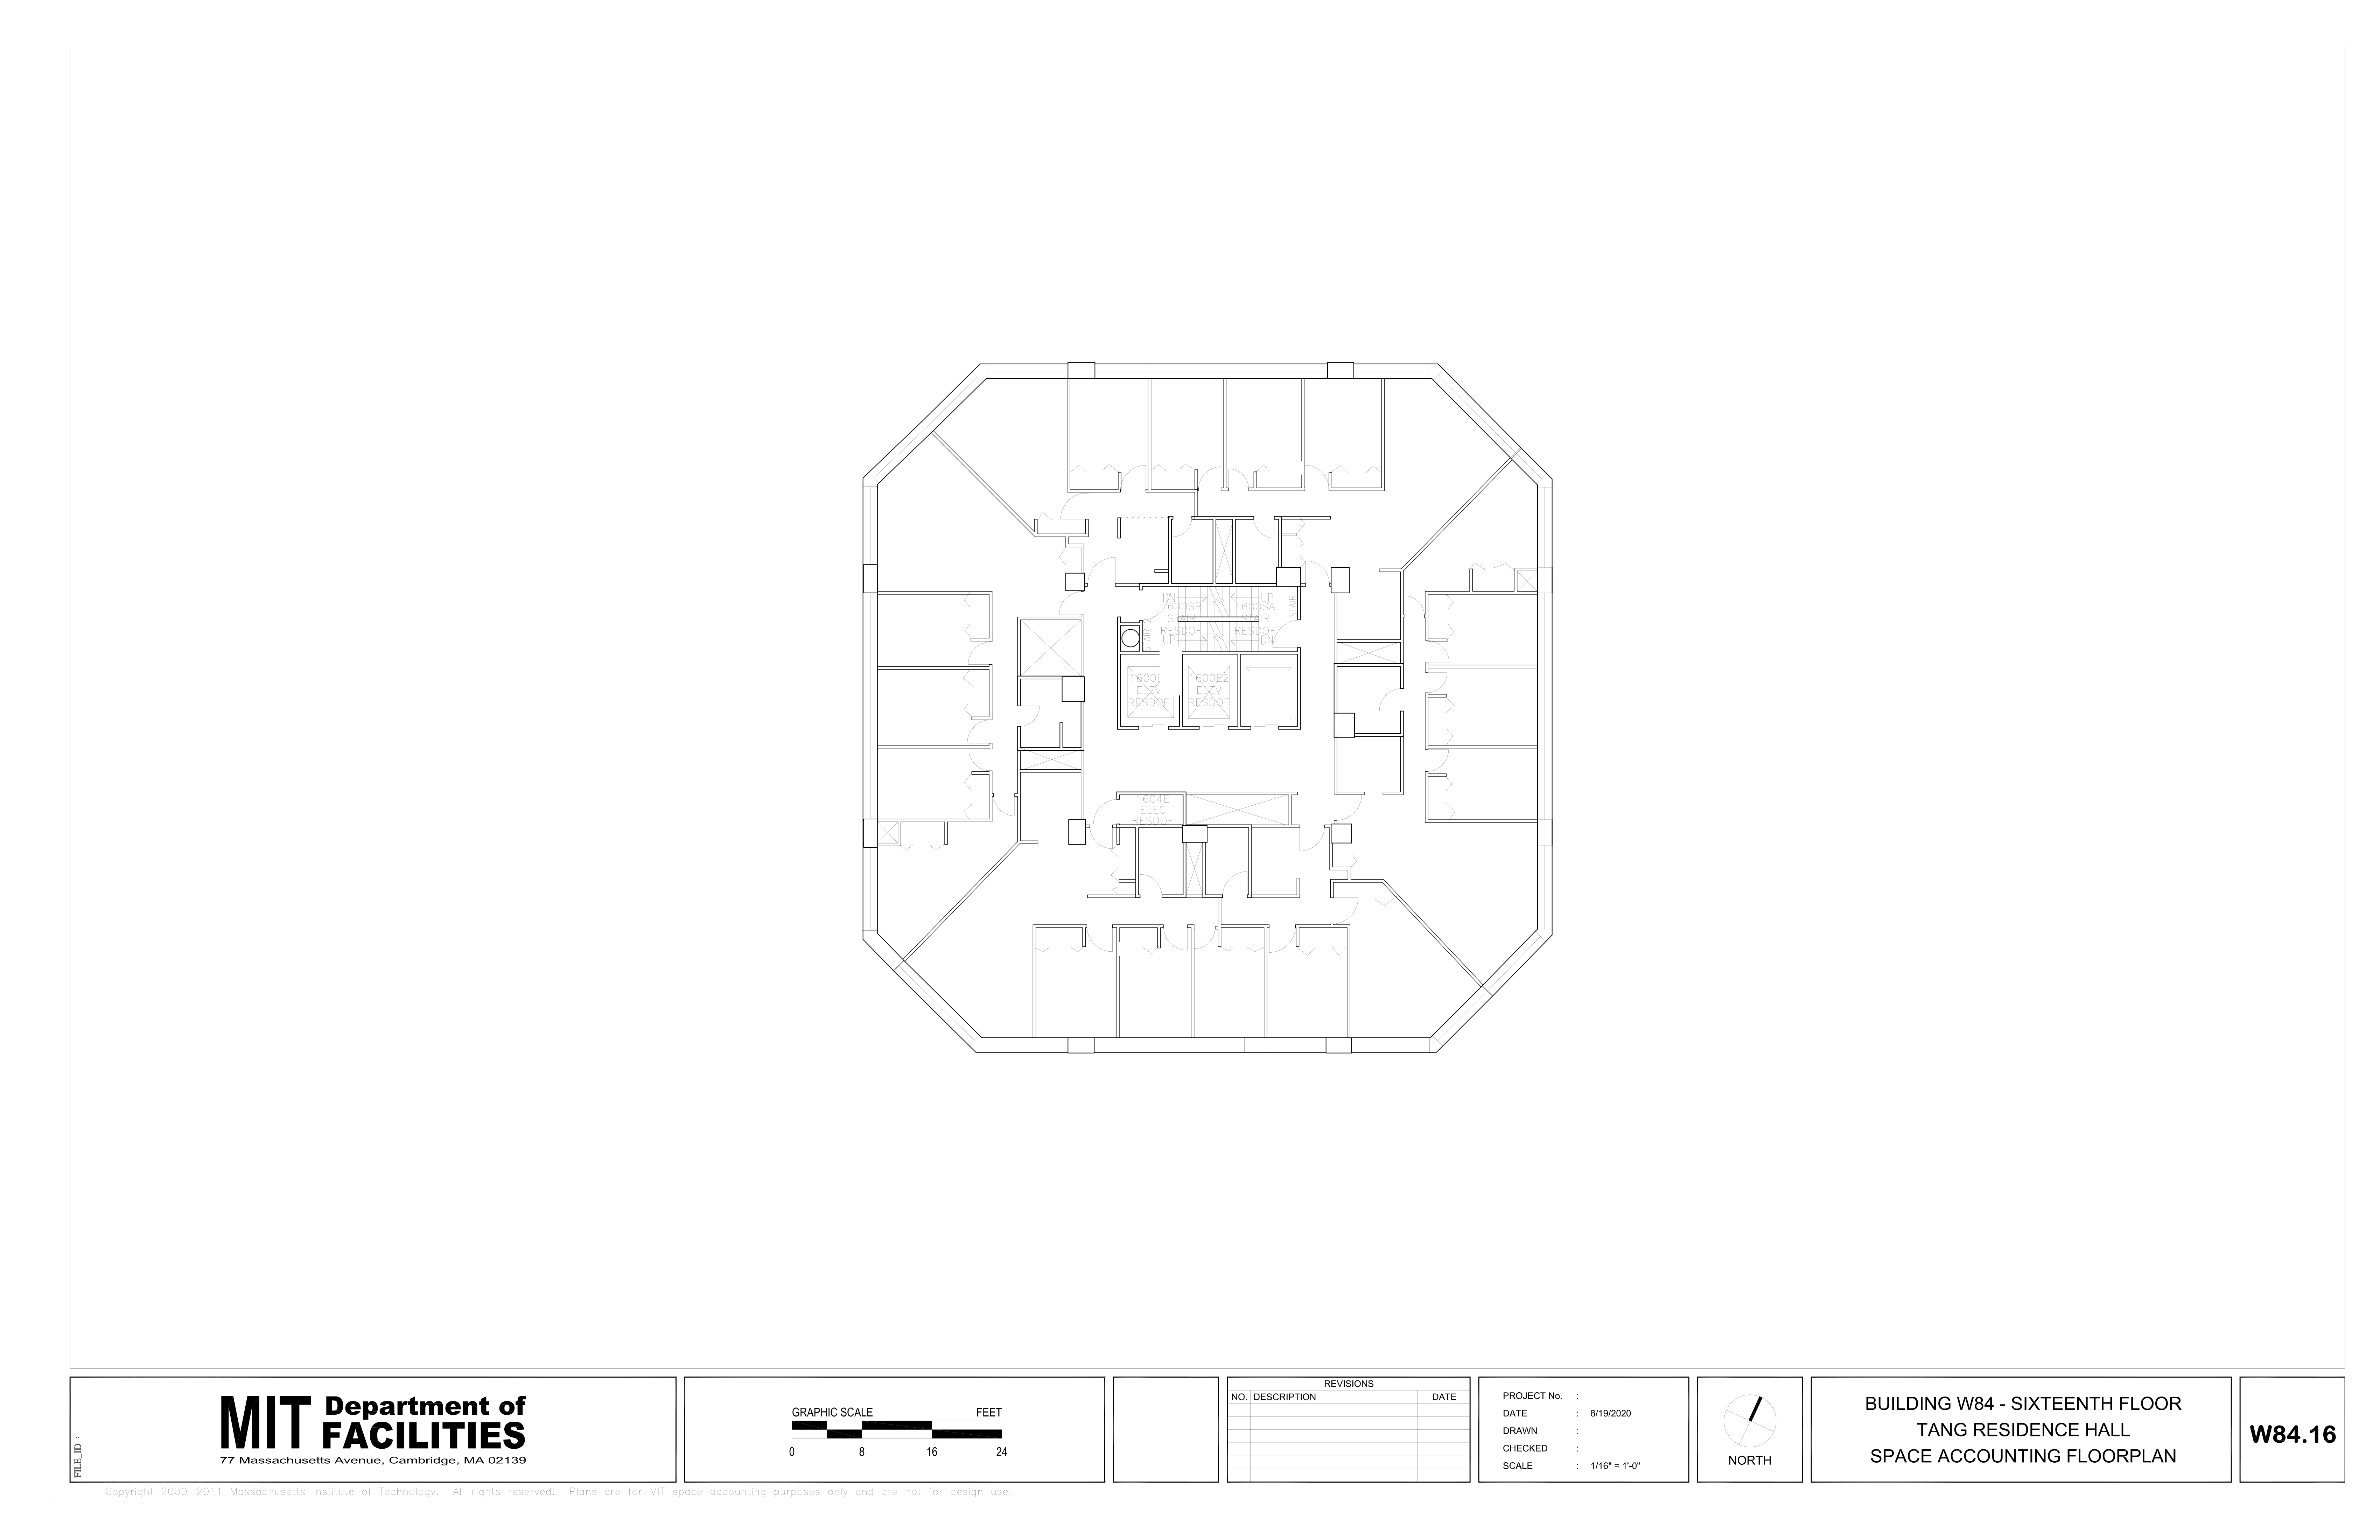 DN
UP
1600SB
1600SA
STAIR
STAIR
STAIR
RESDOF
RESDOF
STAIR 2
UP
DN
1600E2
ELEV
ELEV
RESDOF
RESDOF
1604E
ELEC
RESDOF
FILE_ID :
MIT Department of
FACILITIES
77 Massachusetts Avenue, Cambridge, MA 02139
GRAPHIC SCALE FEET
0 8 16 24
REVISIONS
NO. DESCRIPTION DATE
PROJECT No. :
DATE : 8/19/2020
DRAWN :
CHECKED :
SCALE : 1/16" = 1'-0"
NORTH
BUILDING W84 - SIXTEENTH FLOOR
TANG RESIDENCE HALL
SPACE ACCOUNTING FLOORPLAN
W84.16
Copyright 2000-2011 Massachusetts Institute of Technology. All rights reserved. Plans are for MIT space accounting purposes only and are not for design use.